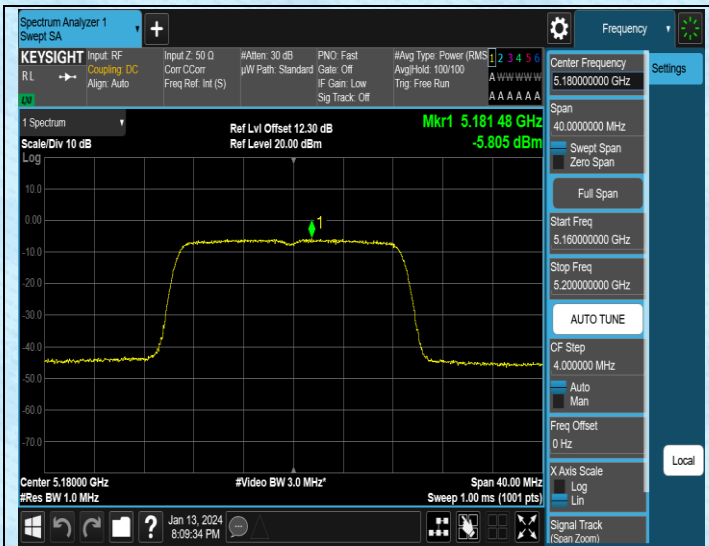 Spectrum Analyzer 1
Swept SA
Frequency
KEYSIGHT
RL
Input: RF
Coupling: DC
Align: Auto
Input Z: 50 Ω
Corr CCorr
Freq Ref: Int (S)
#Atten: 30 dB
µW Path: Standard
PNO: Fast
Gate: Off
IF Gain: Low
Sig Track: Off
#Avg Type: Power (RMS
Avg|Hold: 100/100
Trig: Free Run
1 2 3 4 5 6
A W W W W W
A A A A A A
1 Spectrum
Scale/Div 10 dB
Ref Lvl Offset 12.30 dB
Ref Level 20.00 dBm
Mkr1 5.181 48 GHz
-5.805 dBm
Log
10.0
0.00
-10.0
-20.0
-30.0
-40.0
-50.0
-60.0
-70.0
1
Center 5.18000 GHz
#Res BW 1.0 MHz
#Video BW 3.0 MHz*
Span 40.00 MHz
Sweep 1.00 ms (1001 pts)
Center Frequency
5.180000000 GHz
Span
40.0000000 MHz
Swept Span
Zero Span
Full Span
Start Freq
5.160000000 GHz
Stop Freq
5.200000000 GHz
AUTO TUNE
CF Step
4.000000 MHz
Auto
Man
Freq Offset
0 Hz
X Axis Scale
Log
Lin
Signal Track
(Span Zoom)
Settings
Local
?
Jan 13, 2024
8:09:34 PM